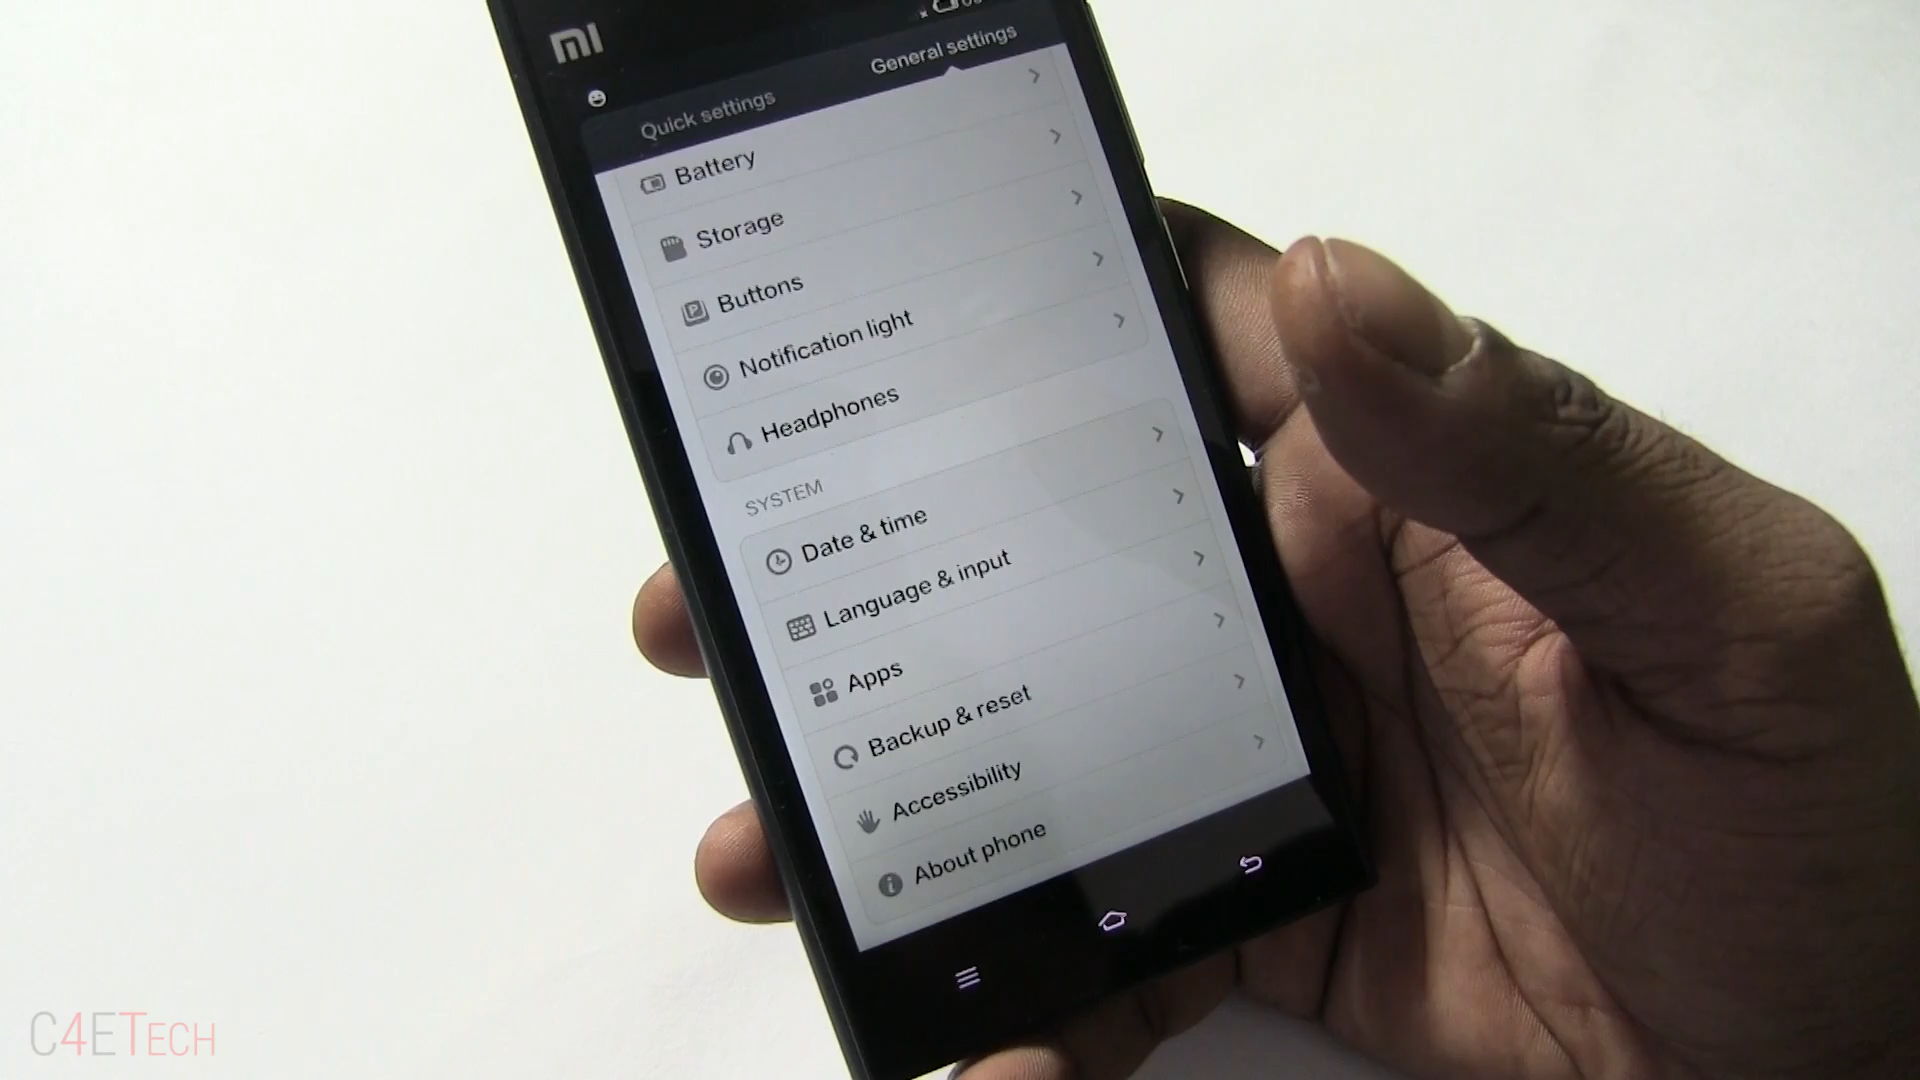 MI
General settings
Quick settings
Battery
Storage
Buttons
Notification light
Headphones
SYSTEM
Date & time
Language & input
Apps
Backup & reset
Accessibility
About phone
C4ETECH